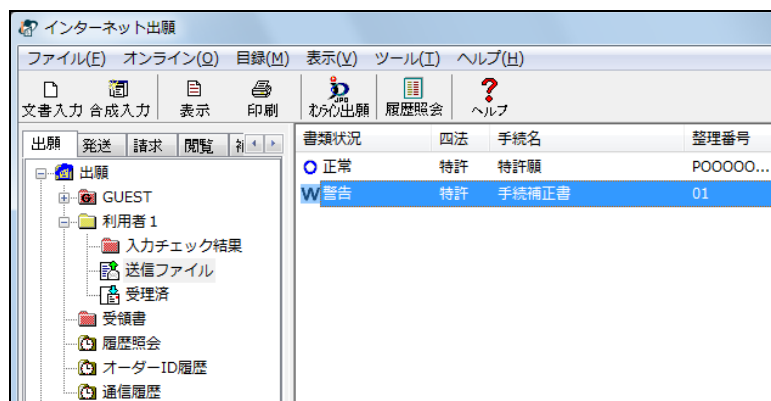 インターネット出願
ファイル(F) オンライン(O) 目録(M) 表示(V) ツール(T) ヘルプ(H)
文書入力 合成入力 表示 印刷 オンライン出願 履歴照会 ヘルプ
出願 発送 請求 閲覧
書類状況 四法 手続名 整理番号
正常 特許 特許願 P00000...
W 警告 特許 手続補正書 01
出願
GUEST
利用者1
入力チェック結果
送信ファイル
受理済
受領書
履歴照会
オーダーID履歴
通信履歴